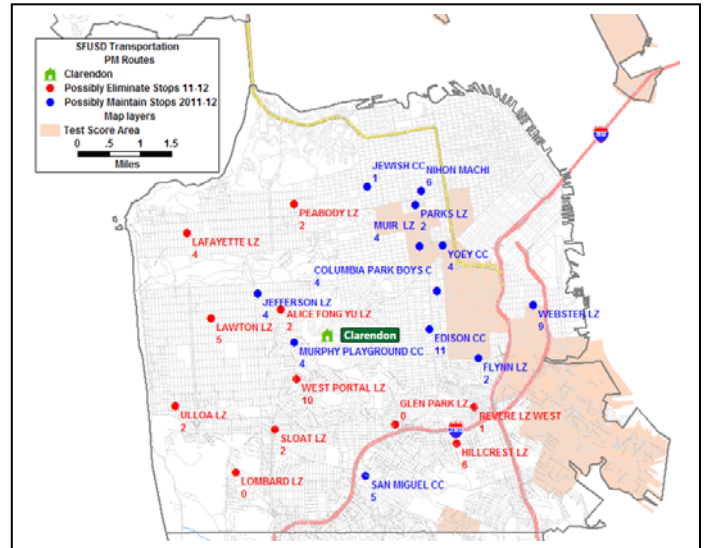 SFUSD Transportation
PM Routes
Clarendon
Possibly Eliminate Stops 11-12
Possibly Maintain Stops 2011-12
Map layers
Test Score Area
0 .5 1 1.5
Miles
80
JEWISH CC
1
NIHON MACHI
6
PEABODY LZ
2
PARKS LZ
2
MUIR LZ
4
LAFAYETTE LZ
4
YOEY CC
4
COLUMBIA PARK BOYS C
4
JEFFERSON LZ
4
ALICE FONG YU LZ
2
WEBSTER LZ
9
LAWTON LZ
5
Clarendon
EDISON CC
11
MURPHY PLAYGROUND CC
4
FLYNN LZ
2
WEST PORTAL LZ
10
GLEN PARK LZ
0
REVERE LZ WEST
1
ULLOA LZ
2
SLOAT LZ
2
280
HILLCREST LZ
6
LOMBARD LZ
0
SAN MIGUEL CC
5